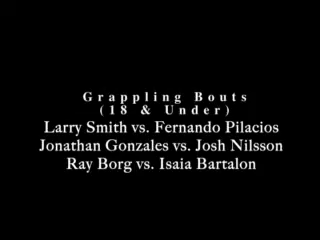 Grappling Bouts
(18 & Under)
Larry Smith vs. Fernando Pilacios
Jonathan Gonzales vs. Josh Nilsson
Ray Borg vs. Isaia Bartalon